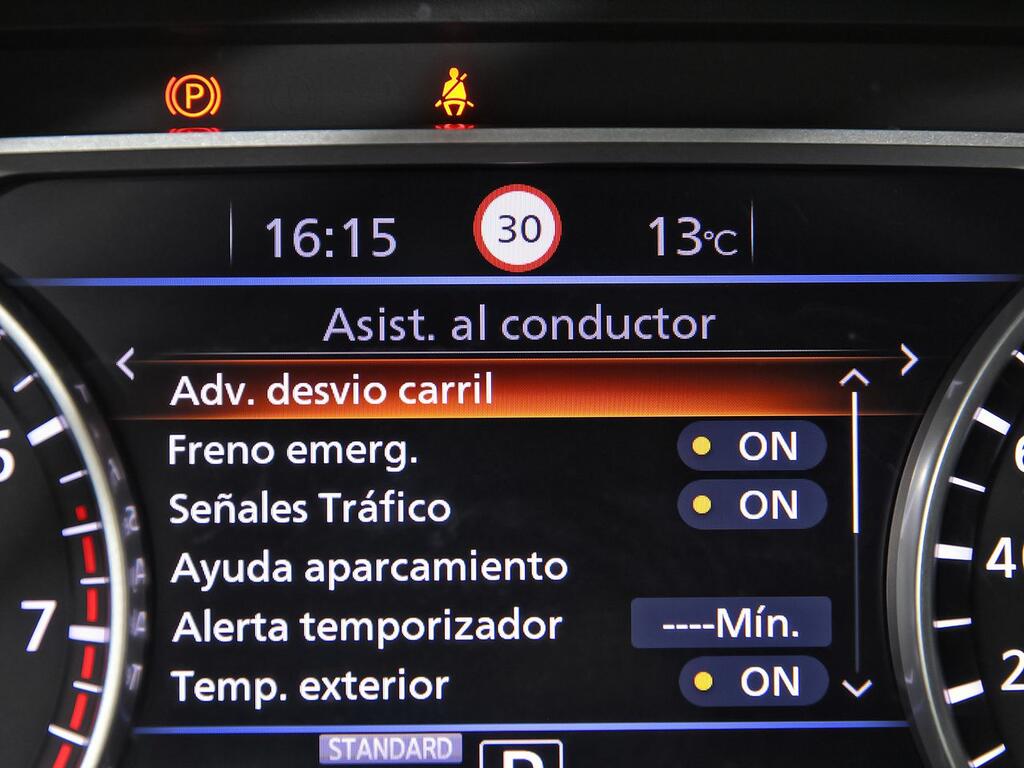 P
16:15 30 13°C
Asist. al conductor
Adv. desvio carril
Freno emerg. ON
Señales Tráfico ON
Ayuda aparcamiento
Alerta temporizador ----Mín.
Temp. exterior ON
7
STANDARD